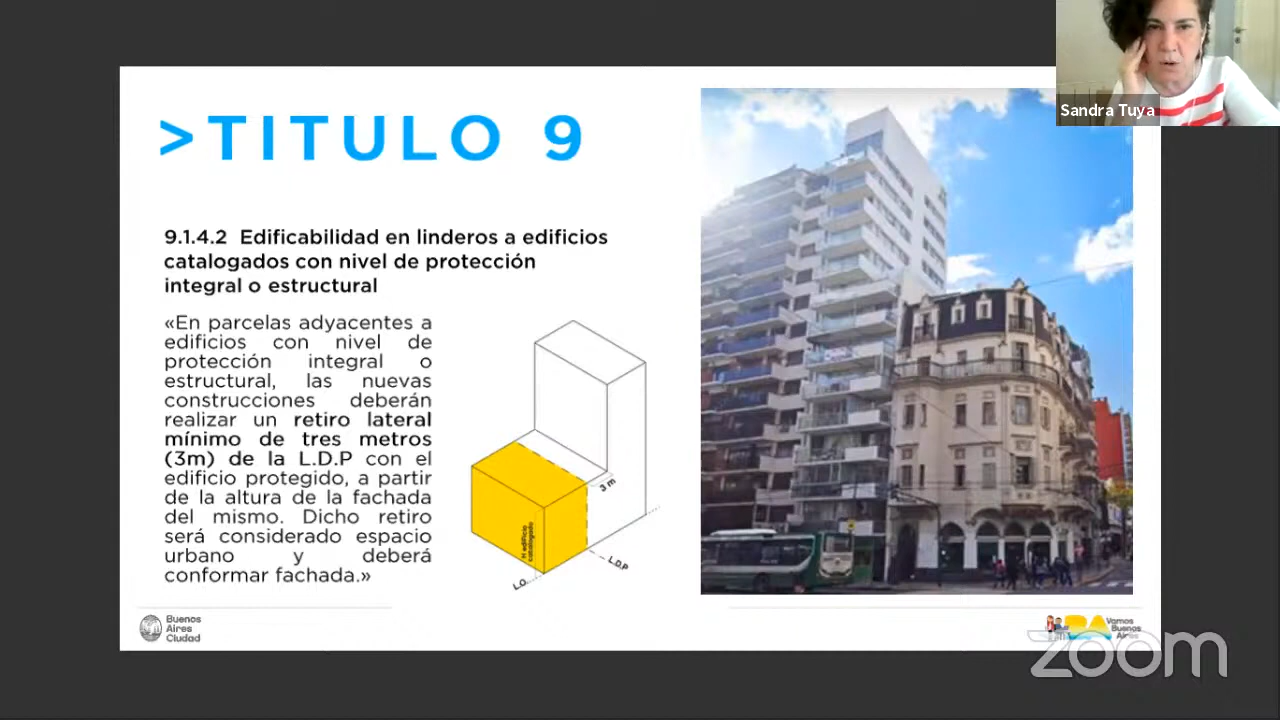 Sandra Tuya
>TITULO 9
9.1.4.2 Edificabilidad en linderos a edificios
catalogados con nivel de protección
integral o estructural
«En parcelas adyacentes a
edificios con nivel de
protección integral o
estructural, las nuevas
construcciones deberán
realizar un retiro lateral
mínimo de tres metros
(3m) de la L.D.P con el
edificio protegido, a partir
de la altura de la fachada
del mismo. Dicho retiro
será considerado espacio
urbano y deberá
conformar fachada.»
3 m
H edificio
catalogado
L.D.P
L.O.
Buenos
Aires
Ciudad
BA
Vamos
Buenos
Aires
zoom